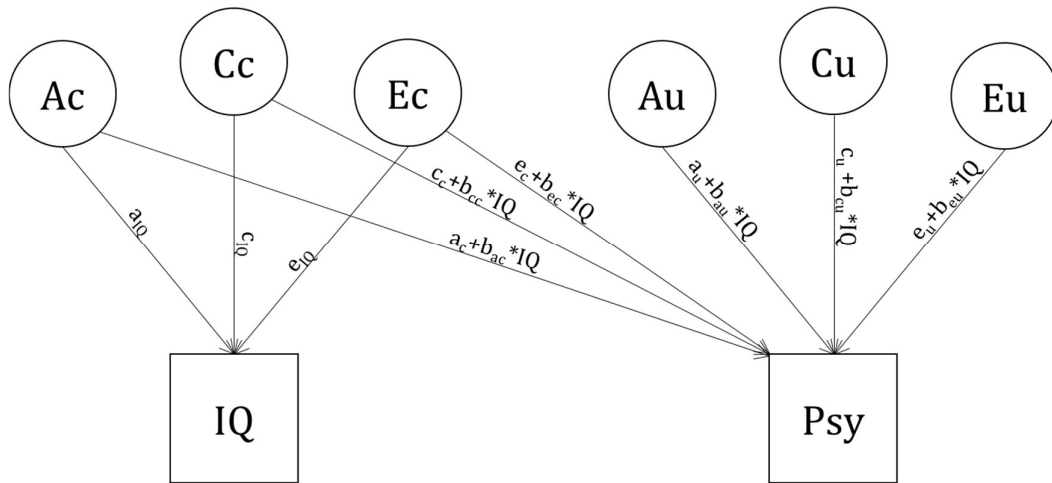 Ac
Cc
Ec
Au
Cu
Eu
a_IQ
c_IQ
e_IQ
a_c+b_ac*IQ
c_c+b_cc*IQ
e_c+b_ec*IQ
a_u+b_au*IQ
c_u+b_cu*IQ
e_u+b_eu*IQ
IQ
Psy